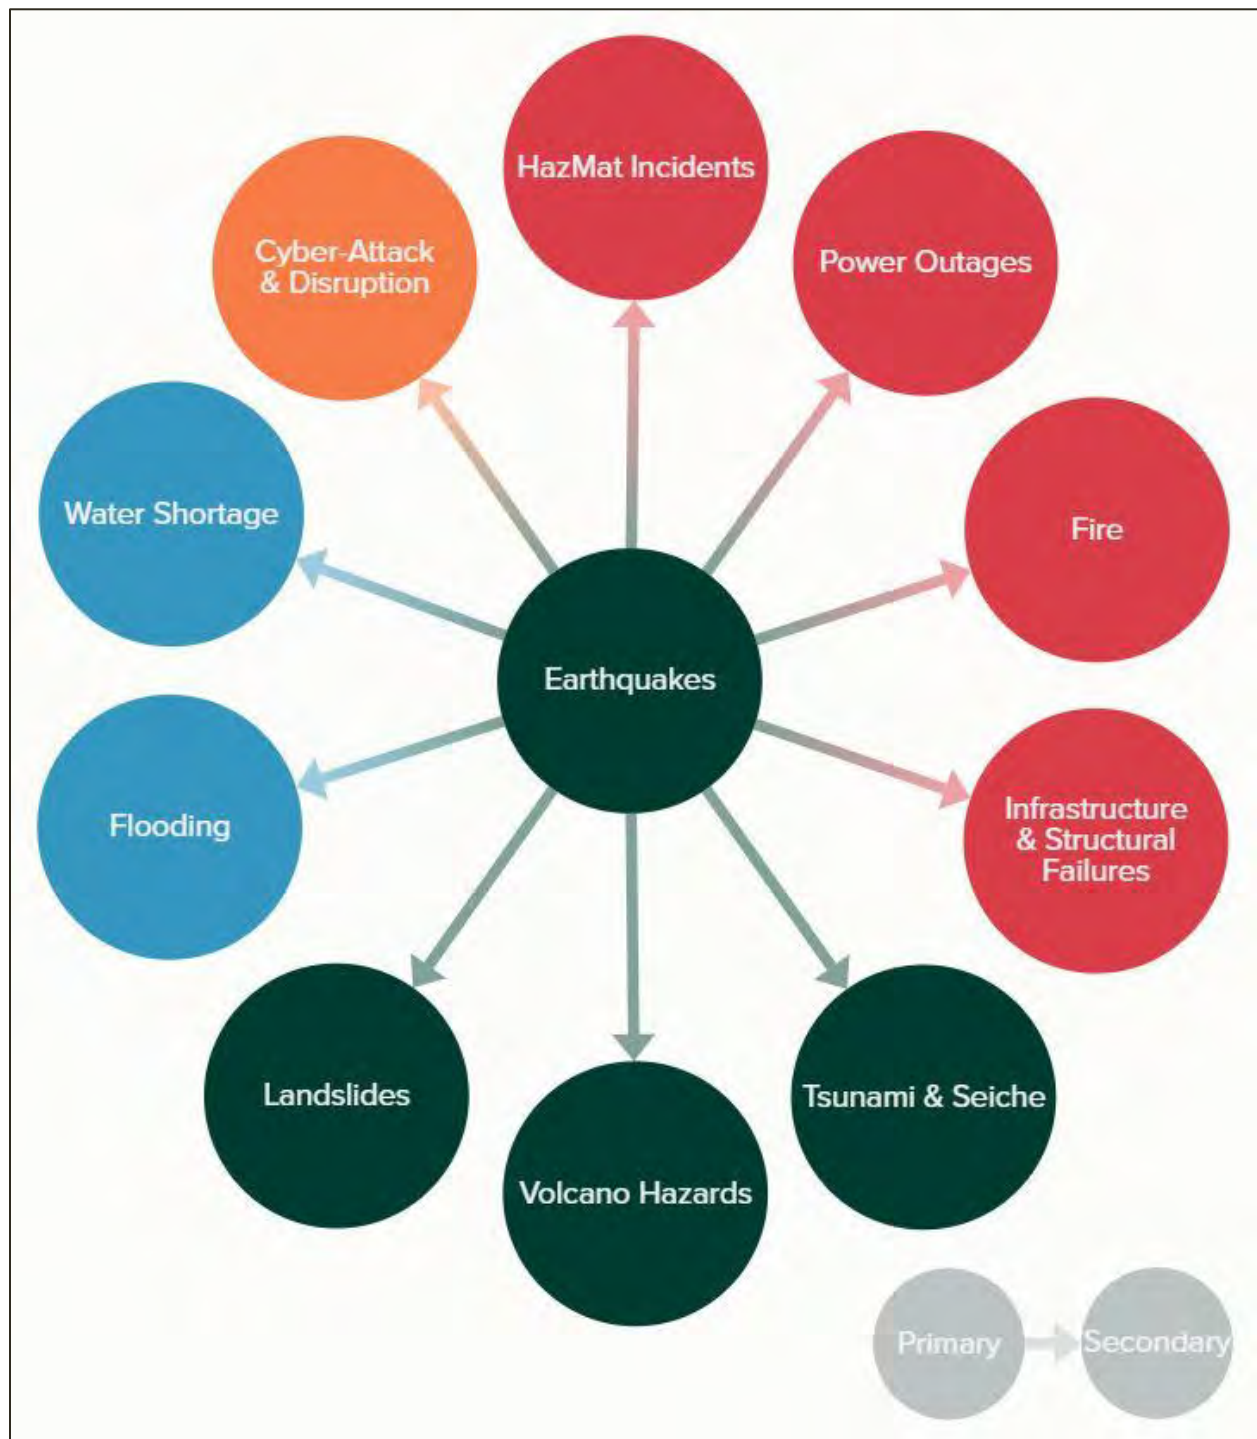 HazMat Incidents
Power Outages
Cyber-Attack
& Disruption
Water Shortage
Fire
Earthquakes
Flooding
Infrastructure
& Structural
Failures
Landslides
Volcano Hazards
Tsunami & Seiche
Primary
Secondary